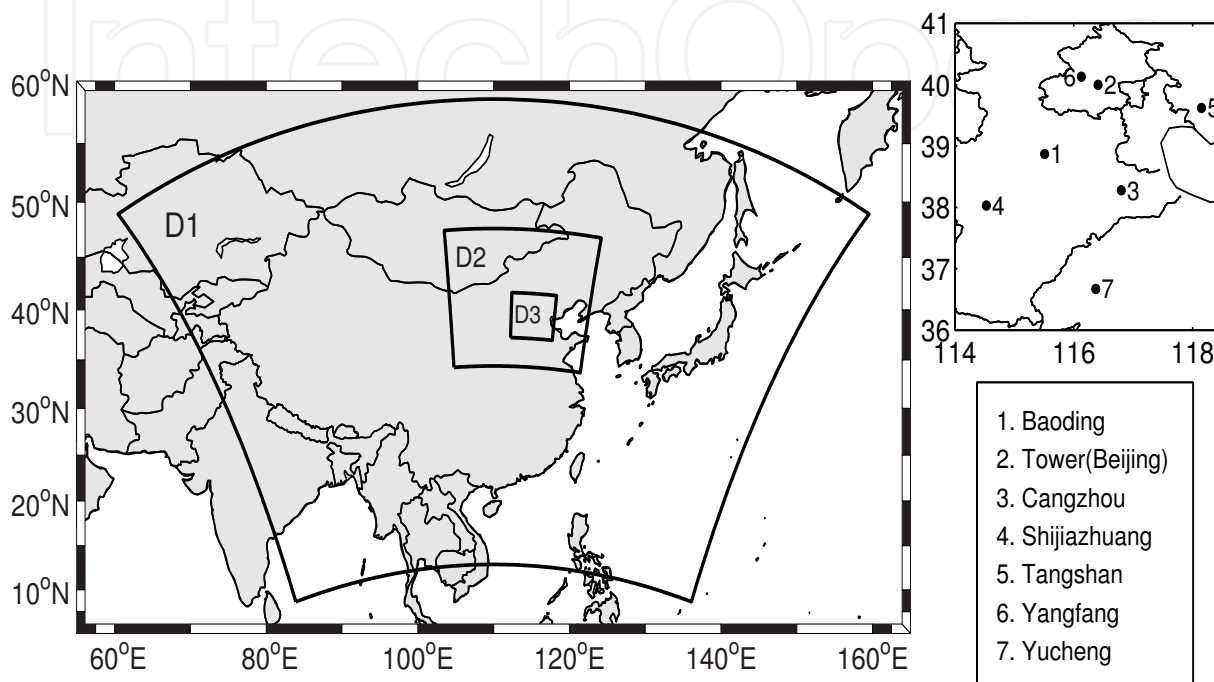 IntechOpen
60°N
50°N
40°N
30°N
20°N
10°N
60°E
80°E
100°E
120°E
140°E
160°E
D1
D2
D3
41
40
39
38
37
36
114
116
118
6
2
5
1
3
4
7
1. Baoding
2. Tower(Beijing)
3. Cangzhou
4. Shijiazhuang
5. Tangshan
6. Yangfang
7. Yucheng